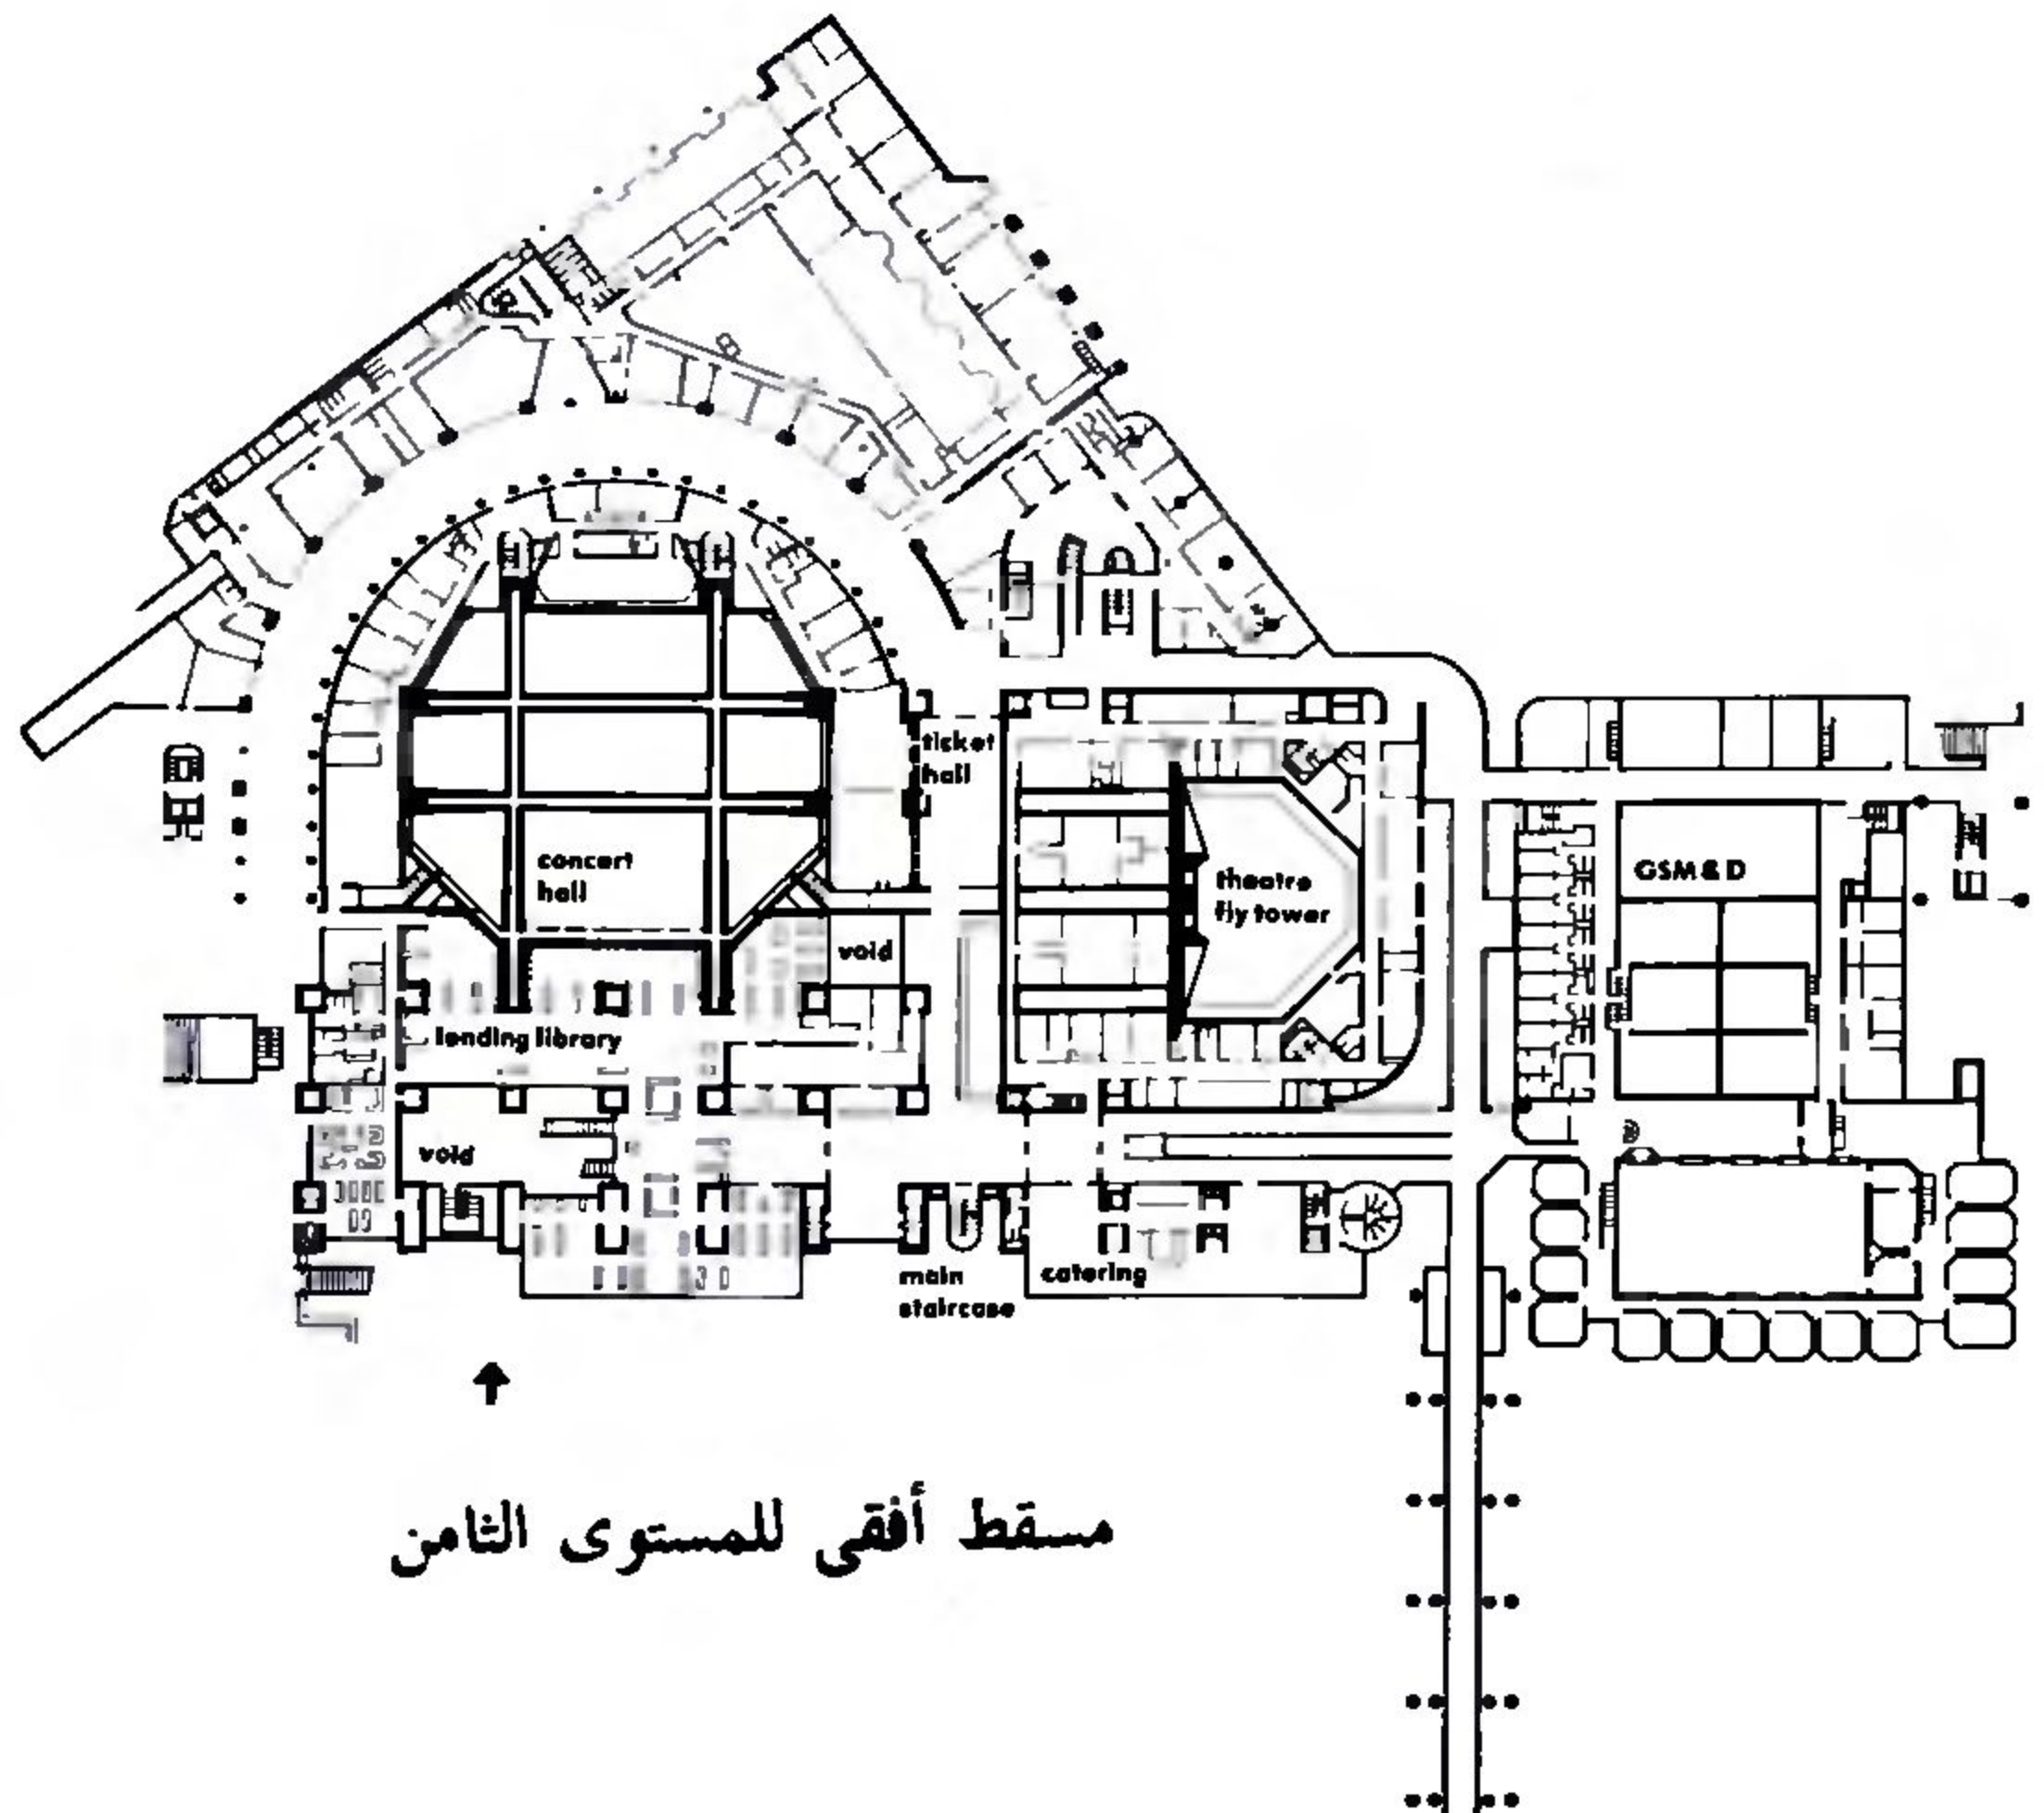 ticket
hall
concert
hall
theatre
fly tower
GSM&D
void
lending library
void
main
staircase
catering
مسقط أفقى للمستوى الثامن